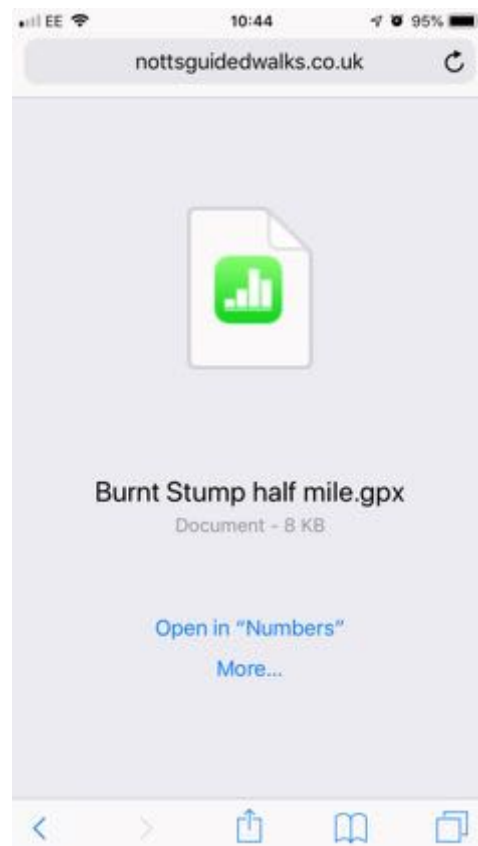 EE 10:44 95%
nottsguidedwalks.co.uk
Burnt Stump half mile.gpx
Document - 8 KB
Open in “Numbers”
More...